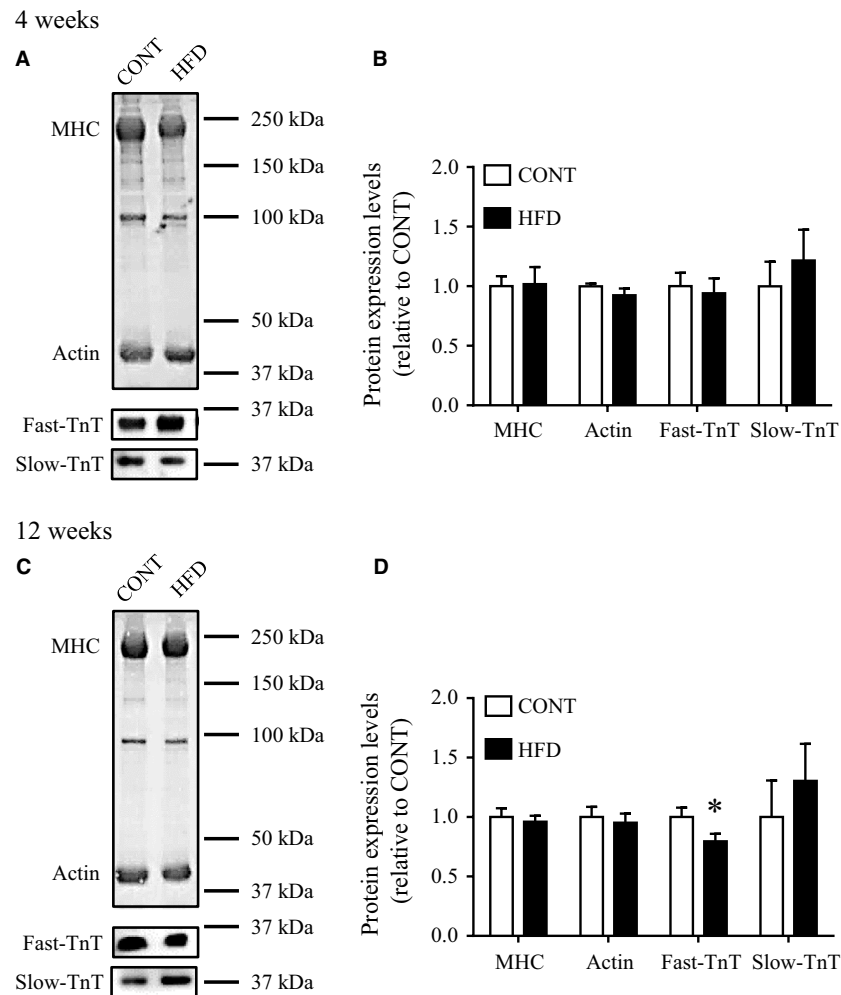 4 weeks
A
CONT HFD
MHC
250 kDa
150 kDa
100 kDa
50 kDa
Actin
37 kDa
37 kDa
Fast-TnT
Slow-TnT
37 kDa
B
Protein expression levels
(relative to CONT)
2.0
1.5
1.0
0.5
0.0
CONT
HFD
MHC Actin Fast-TnT Slow-TnT
12 weeks
C
CONT HFD
MHC
250 kDa
150 kDa
100 kDa
50 kDa
Actin
37 kDa
37 kDa
Fast-TnT
Slow-TnT
37 kDa
D
Protein expression levels
(relative to CONT)
2.0
1.5
1.0
0.5
0.0
CONT
HFD
*
MHC Actin Fast-TnT Slow-TnT